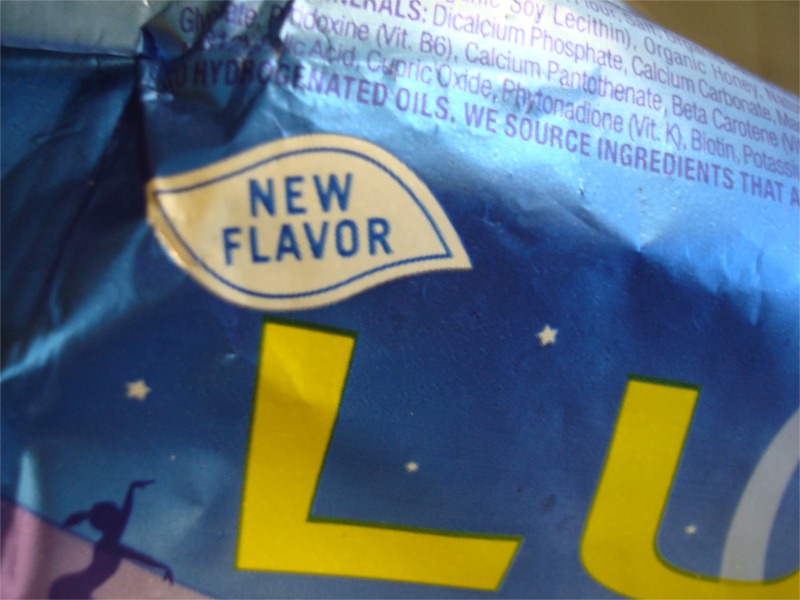 Soy Lecithin), Organic Honey,
MINERALS: Dicalcium Phosphate, Calcium Carbonate,
Pyridoxine (Vit. B6), Calcium Pantothenate, Beta Carotene
Acid, Cupric Oxide, Phytonadione (Vit. K), Biotin,
HYDROGENATED OILS. WE SOURCE INGREDIENTS THAT
NEW
FLAVOR
LU